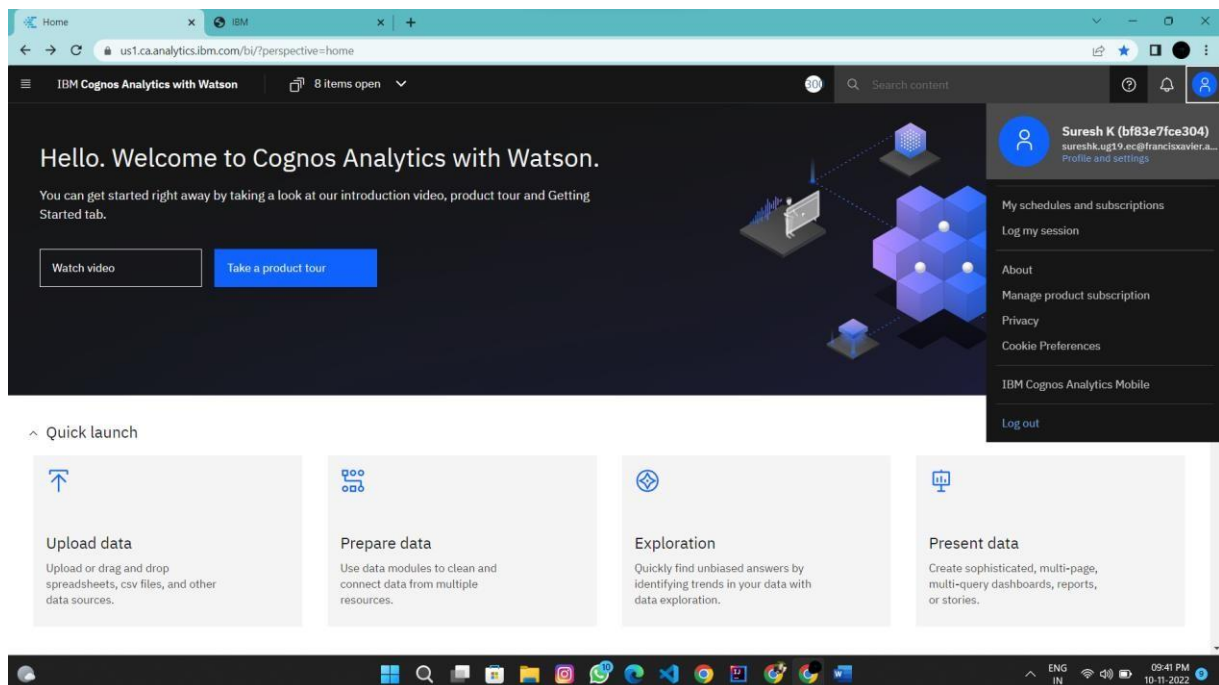 Home
IBM
us1.ca.analytics.ibm.com/bi/?perspective=home
IBM Cognos Analytics with Watson
8 items open
300
Search content
Suresh K (bf83e7fce304)
sureshk.ug19.ec@francisxavier.a...
Profile and settings
My schedules and subscriptions
Log my session
About
Manage product subscription
Privacy
Cookie Preferences
IBM Cognos Analytics Mobile
Log out
Hello. Welcome to Cognos Analytics with Watson.
You can get started right away by taking a look at our introduction video, product tour and Getting
Started tab.
Watch video
Take a product tour
Quick launch
Upload data
Upload or drag and drop
spreadsheets, csv files, and other
data sources.
Prepare data
Use data modules to clean and
connect data from multiple
resources.
Exploration
Quickly find unbiased answers by
identifying trends in your data with
data exploration.
Present data
Create sophisticated, multi-page,
multi-query dashboards, reports,
or stories.
10
ENG
IN
09:41 PM
10-11-2022
9